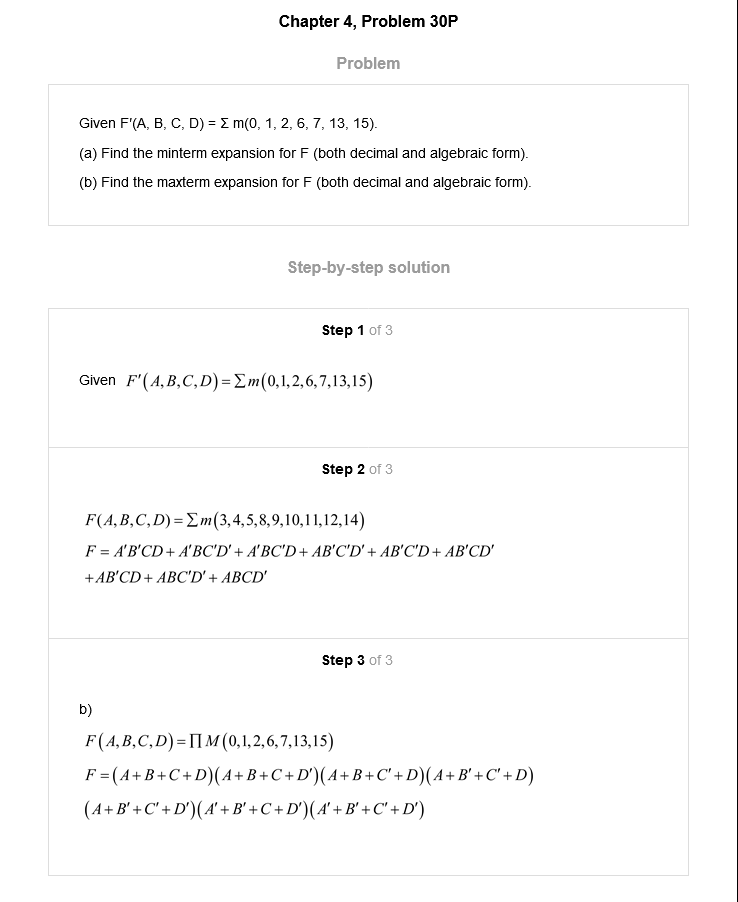 Chapter 4, Problem 30P
Problem
Given F'(A, B, C, D) = Σ m(0, 1, 2, 6, 7, 13, 15).
(a) Find the minterm expansion for F (both decimal and algebraic form).
(b) Find the maxterm expansion for F (both decimal and algebraic form).
Step-by-step solution
Step 1 of 3
Given F′(A,B,C,D)=∑m(0,1,2,6,7,13,15)
Step 2 of 3
F(A,B,C,D)=∑m(3,4,5,8,9,10,11,12,14)
F = A′B′CD + A′BC′D′ + A′BC′D + AB′C′D′ + AB′C′D + AB′CD′
+AB′CD + ABC′D′ + ABCD′
Step 3 of 3
b)
F(A,B,C,D)=∏M(0,1,2,6,7,13,15)
F =(A+B+C+D)(A+B+C+D′)(A+B+C′+D)(A+B′+C′+D)
(A+B′+C′+D′)(A′+B′+C+D′)(A′+B′+C′+D′)